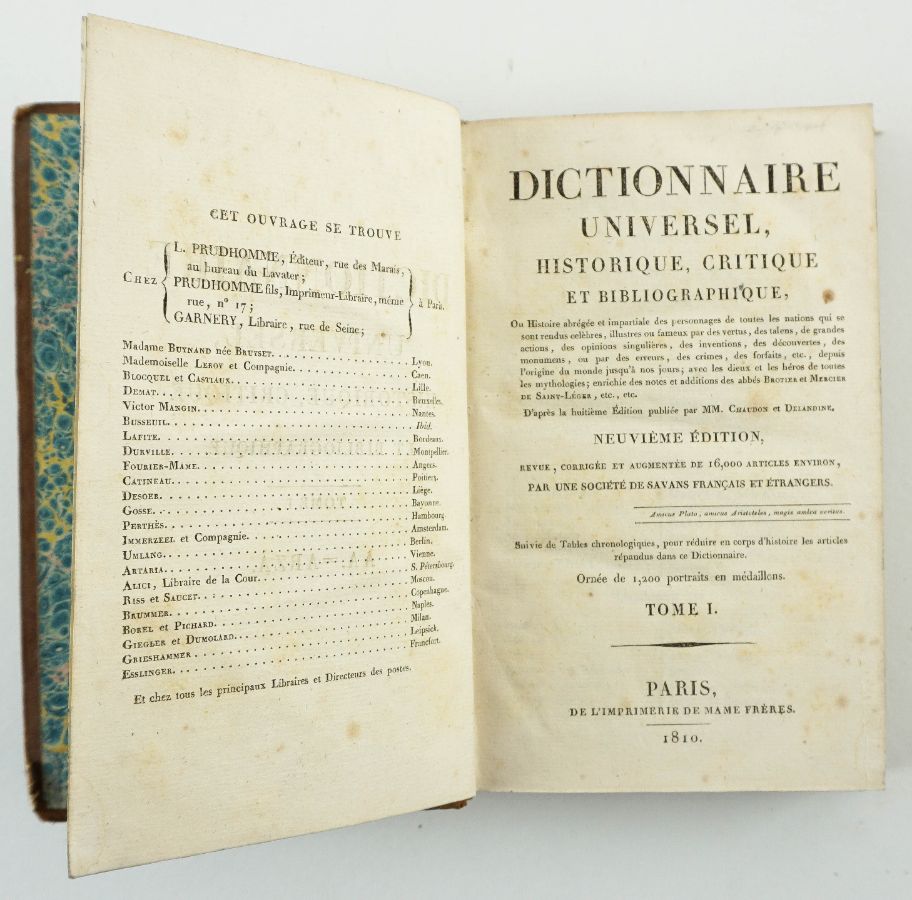 CET OUVRAGE SE TROUVE
L. PRUDHOMME, Éditeur, rue des Marais,
au bureau du Lavater;
CHEZ PRUDHOMME fils, Imprimeur-Libraire, même à Paris.
rue, n° 17;
GARNERY, Libraire, rue de Seine;
Madame BUYNAND née BRUYSET. Lyon.
Mademoiselle LEROY et Compagnie. Caen.
BLOCQUEL et CASTIAUX. Lille.
DEMAT. Bruxelles.
VICTOR MANGIN. Nantes.
BUSSEUIL. Ibid.
LAFITE. Bordeaux.
DURVILLE. Montpellier.
FOURIER-MAME. Angers.
CATINEAU. Poitiers.
DESOER. Liége.
GOSSE. Bayonne.
PERTHÈS. Hambourg.
IMMERZEEL et Compagnie. Amsterdam.
UMLANG. Berlin.
ARTARIA. Vienne.
ALICI, Libraire de la Cour. S. Pétersbourg.
RISS et SAUCET. Moscou.
BRUMMER. Copenhague.
BOREL et PICHARD. Naples.
GIEGLER et DUMOLARD. Milan.
GRIESHAMMER Leipsick.
ESSLINGER. Francfort.
Et chez tous les principaux Libraires et Directeurs des postes.
DICTIONNAIRE
UNIVERSEL,
HISTORIQUE, CRITIQUE
ET BIBLIOGRAPHIQUE,
Ou Histoire abrégée et impartiale des personnages de toutes les nations qui se
sont rendus célèbres, illustres ou fameux par des vertus, des talens, de grandes
actions, des opinions singulières, des inventions, des découvertes, des
monumens, ou par des erreurs, des crimes, des forfaits, etc., depuis
l'origine du monde jusqu'à nos jours; avec les dieux et les héros de toutes
les mythologies; enrichie des notes et additions des abbés BROTIER et MERCIER
DE SAINT-LÉGER, etc., etc.
D'après la huitième Édition publiée par MM. CHAUDON et DELANDINE.
NEUVIÈME ÉDITION,
REVUE, CORRIGÉE ET AUGMENTÉE DE 16,000 ARTICLES ENVIRON,
PAR UNE SOCIÉTÉ DE SAVANS FRANÇAIS ET ÉTRANGERS.
Amicus Plato, amicus Aristoteles, magis amica veritas.
Suivie de Tables chronologiques, pour réduire en corps d'histoire les articles
répaudus dans ce Dictionnaire.
Ornée de 1,200 portraits en médaillons.
TOME I.
PARIS,
DE L'IMPRIMERIE DE MAME FRÈRES.
1810.